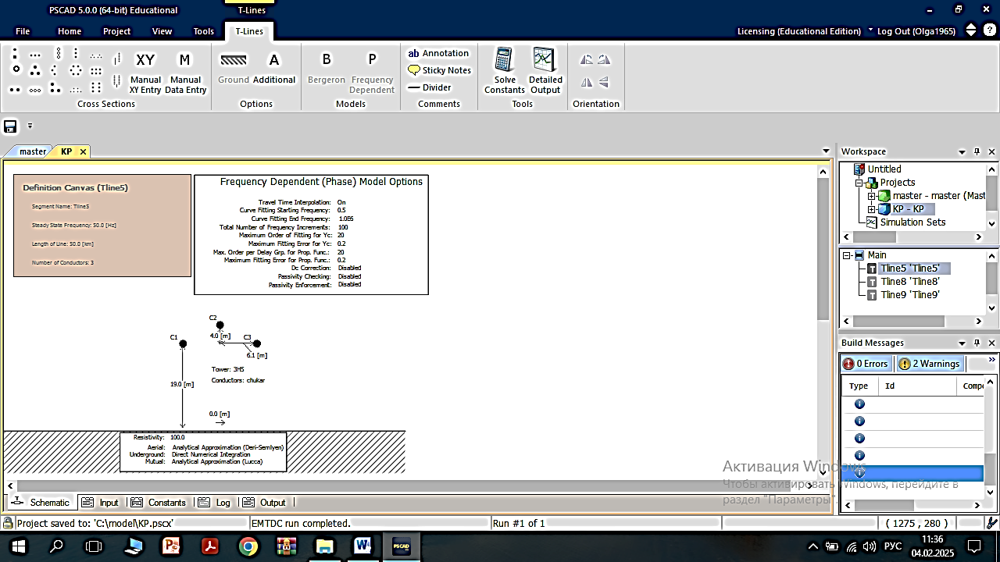 PSCAD 5.0.0 (64-bit) Educational
T-Lines
File
Home
Project
View
Tools
T-Lines
Licensing (Educational Edition)
Log Out (Olga1965)
XY
Manual
XY Entry
M
Manual
Data Entry
Cross Sections
Ground
A
Additional
Options
B
Bergeron
P
Frequency
Dependent
Models
ab Annotation
Sticky Notes
Divider
Comments
Solve
Constants
Detailed
Output
Tools
Orientation
master
KP
Definition Canvas (Tline5)
Segment Name: Tline5
Steady State Frequency: 50.0 [Hz]
Length of Line: 50.0 [km]
Number of Conductors: 3
Frequency Dependent (Phase) Model Options
Travel Time Interpolation: On
Curve Fitting Starting Frequency: 0.5
Curve Fitting End Frequency: 1.0E6
Total Number of Frequency Increments: 100
Maximum Order of Fitting for Yc: 20
Maximum Fitting Error for Yc: 0.2
Max. Order per Delay Grp. for Prop. Func.: 20
Maximum Fitting Error for Prop. Func.: 0.2
Dc Correction: Disabled
Passivity Checking: Disabled
Passivity Enforcement: Disabled
C2
C1
4.0 [m]
C3
6.1 [m]
Tower: 3H5
Conductors: chukar
19.0 [m]
0.0 [m]
Resistivity: 100.0
Aerial: Analytical Approximation (Deri-Semlyen)
Underground: Direct Numerical Integration
Mutual: Analytical Approximation (Lucca)
Schematic
Input
Constants
Log
Output
Workspace
Untitled
Projects
master - master (Mast
KP - KP
Simulation Sets
Main
Tline5 'Tline5'
Tline8 'Tline8'
Tline9 'Tline9'
Build Messages
0 Errors
2 Warnings
Type
Id
Compo
Активация Windows
Чтобы активировать Windows, перейдите в
раздел "Параметры".
Project saved to: 'C:\model\KP.pscx'
EMTDC run completed.
Run #1 of 1
( 1275 , 280 )
РУС
11:36
04.02.2025